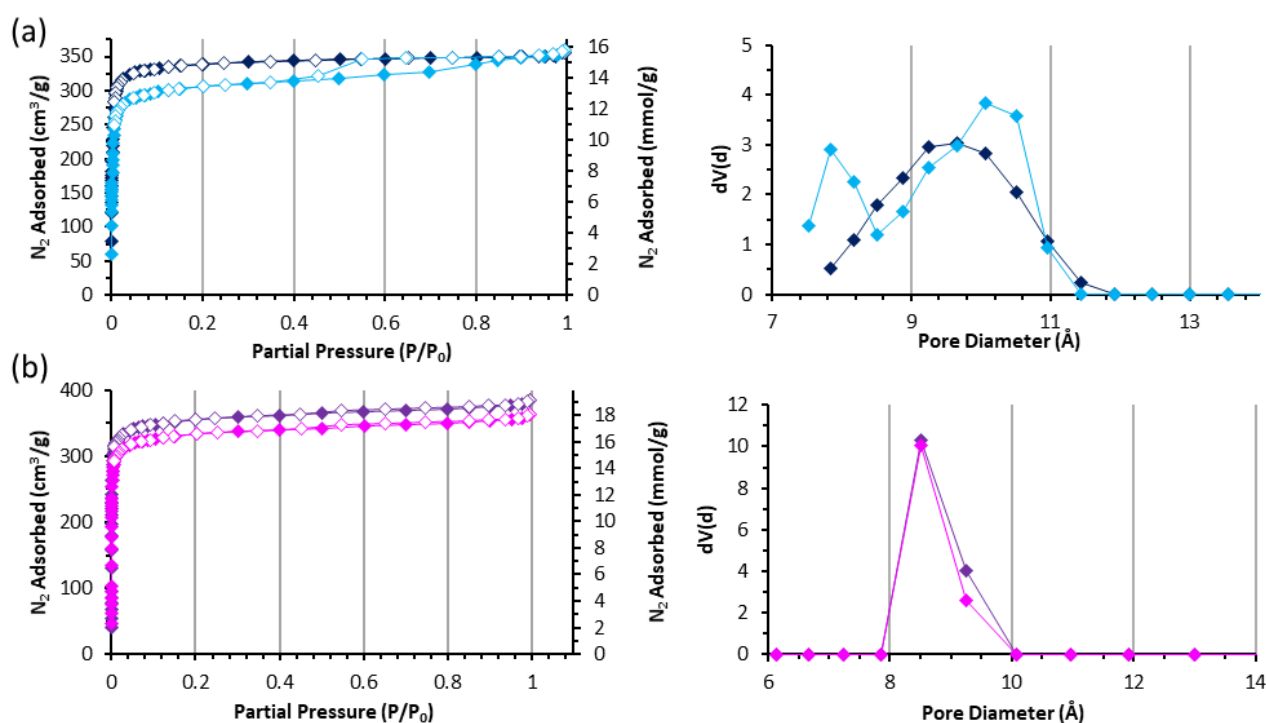 (a)
350
300
250
200
150
100
50
0
N₂ Adsorbed (cm³/g)
16
14
12
10
8
6
4
2
0
N₂ Adsorbed (mmol/g)
0 0.2 0.4 0.6 0.8 1
Partial Pressure (P/P₀)
5
4
3
2
1
0
dV(d)
7 9 11 13
Pore Diameter (Å)
(b)
400
300
200
100
0
N₂ Adsorbed (cm³/g)
18
16
14
12
10
8
6
4
2
0
N₂ Adsorbed (mmol/g)
0 0.2 0.4 0.6 0.8 1
Partial Pressure (P/P₀)
12
10
8
6
4
2
0
dV(d)
6 8 10 12 14
Pore Diameter (Å)